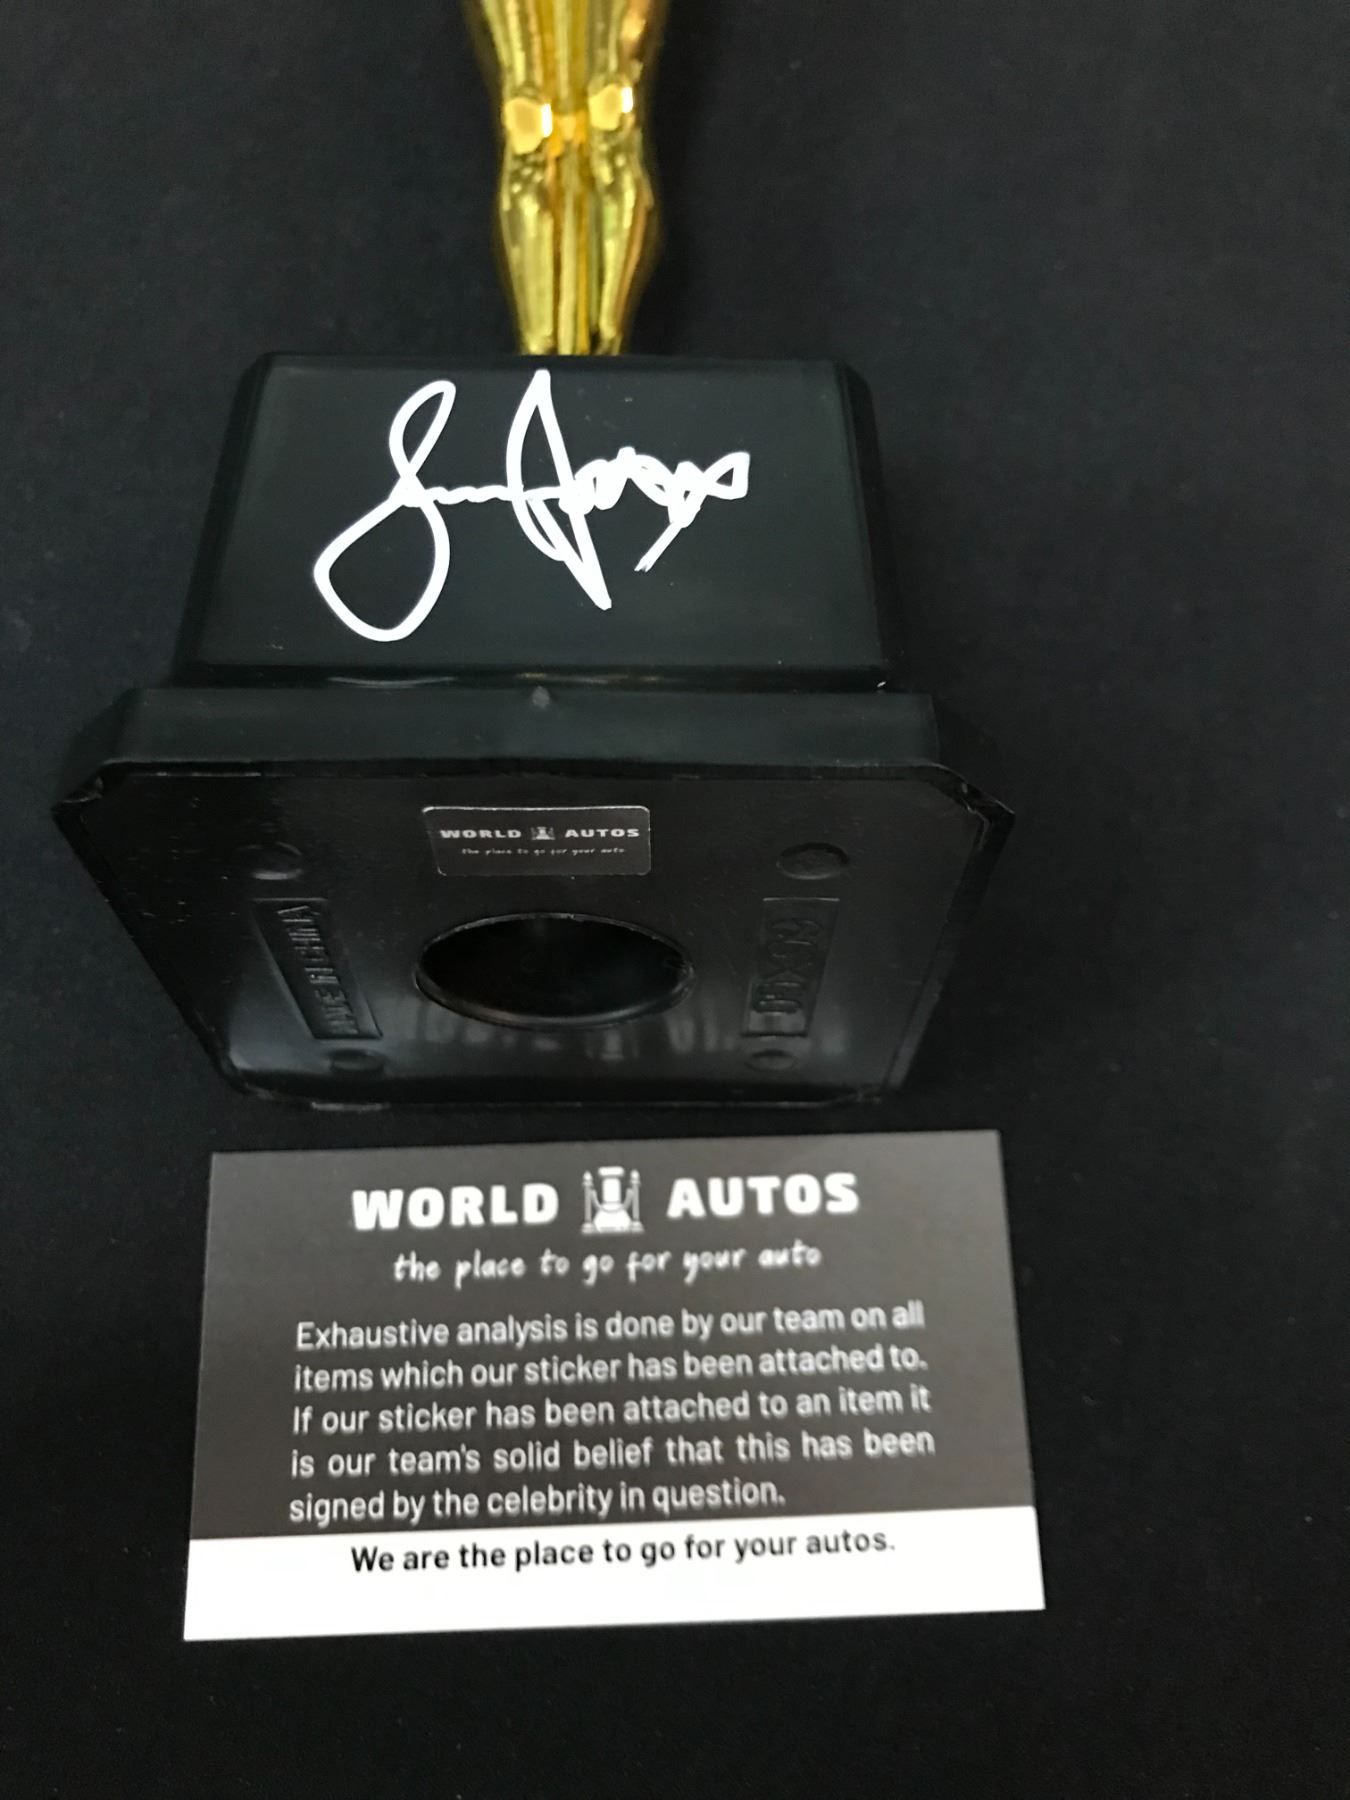 WORLD AUTOS
the place to go for your auto
MADE IN CHINA
WORLD AUTOS
the place to go for your auto
Exhaustive analysis is done by our team on all
items which our sticker has been attached to.
If our sticker has been attached to an item it
is our team's solid belief that this has been
signed by the celebrity in question.
We are the place to go for your autos.